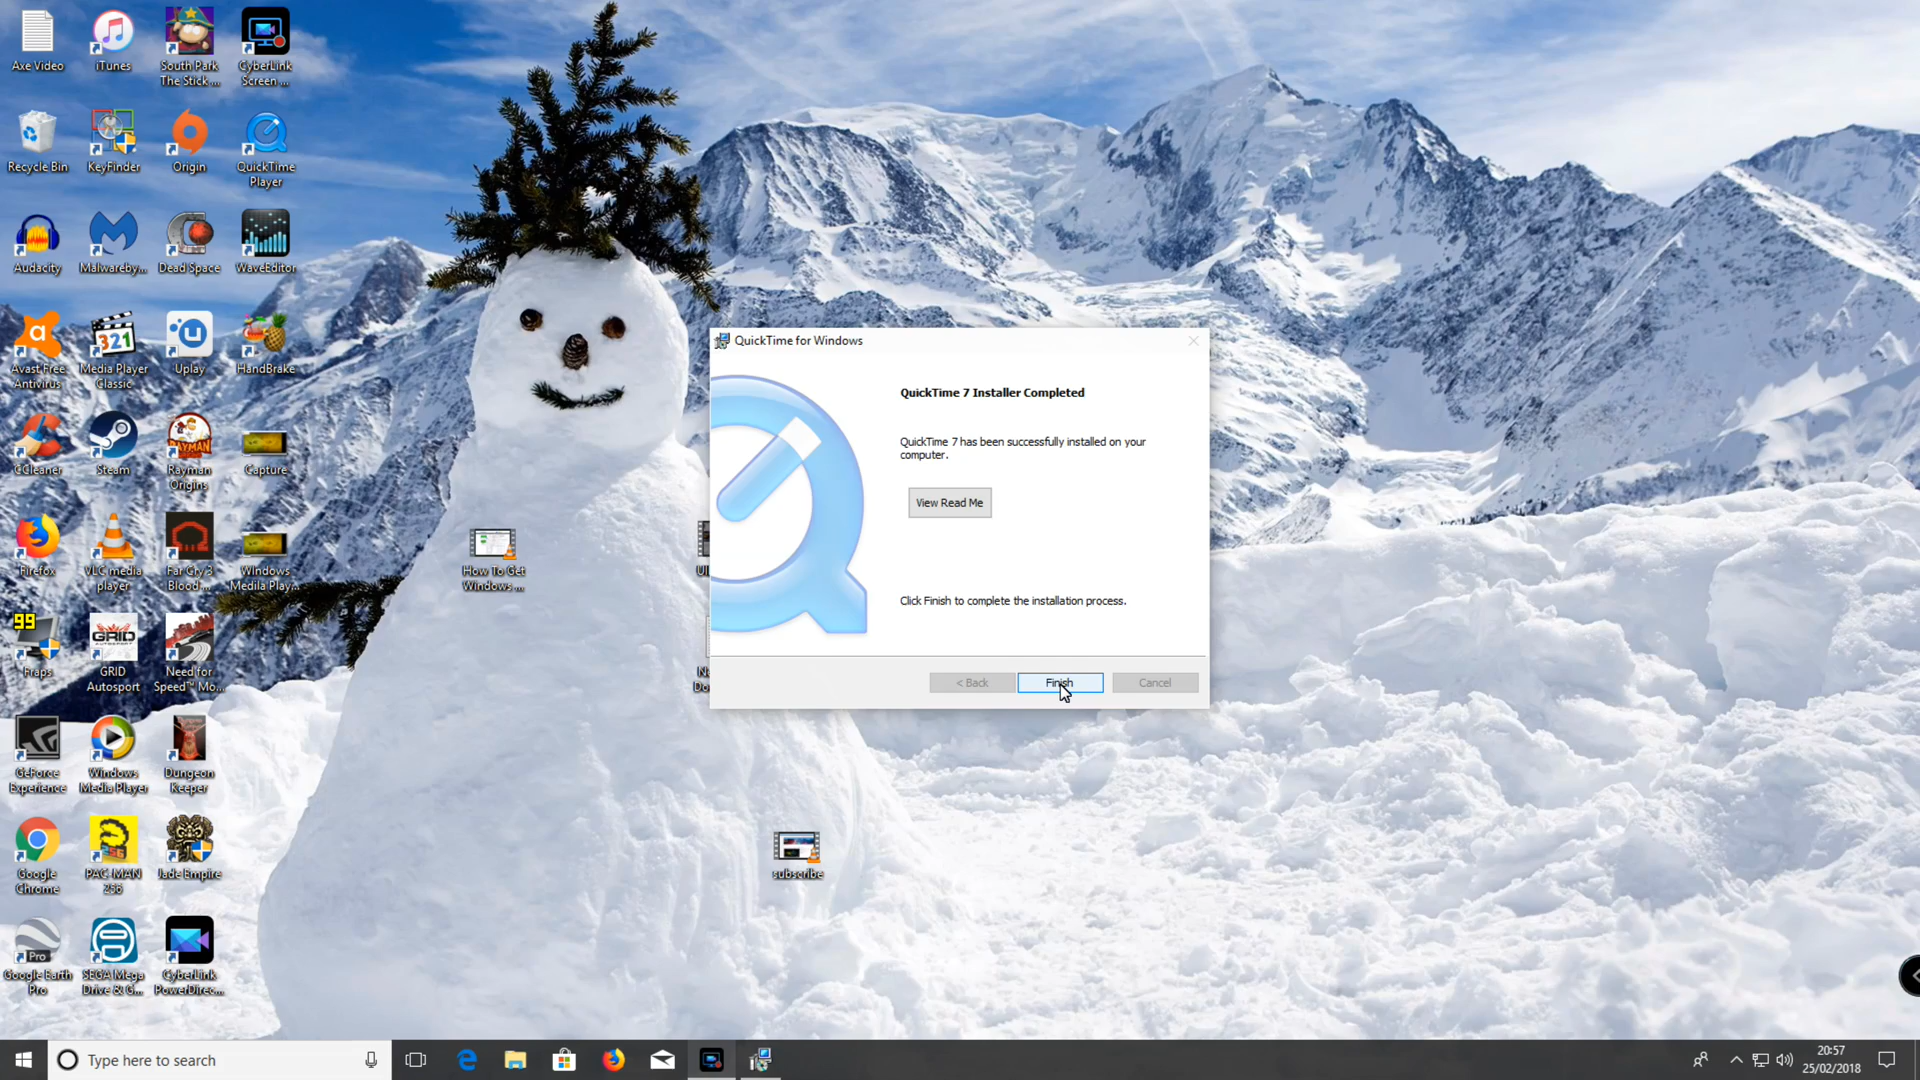 Axe Video
iTunes
South Park
The Stick ...
CyberLink
Screen ...
Recycle Bin
KeyFinder
Origin
QuickTime
Player
Audacity
Malwareby...
Dead Space
WaveEditor
Avast Free
Antivirus
321
Media Player
Classic
Uplay
HandBrake
CCleaner
Steam
Rayman
Origins
Capture
Firefox
VLC media
player
Far Cry 3
Blood...
Windows
Media Play...
How To Get
Windows ...
99
Fraps
GRID
GRID
Autosport
Need for
Speed™ Mo...
GeForce
Experience
Windows
Media Player
Dungeon
Keeper
Google
Chrome
PAC-MAN
256
Jade Empire
Pro
Google Earth
Pro
SEGA Mega
Drive & G...
CyberLink
PowerDirec...
subscribe
QuickTime for Windows
QuickTime 7 Installer Completed
QuickTime 7 has been successfully installed on your
computer.
View Read Me
Click Finish to complete the installation process.
< Back
Finish
Cancel
Type here to search
20:57
25/02/2018